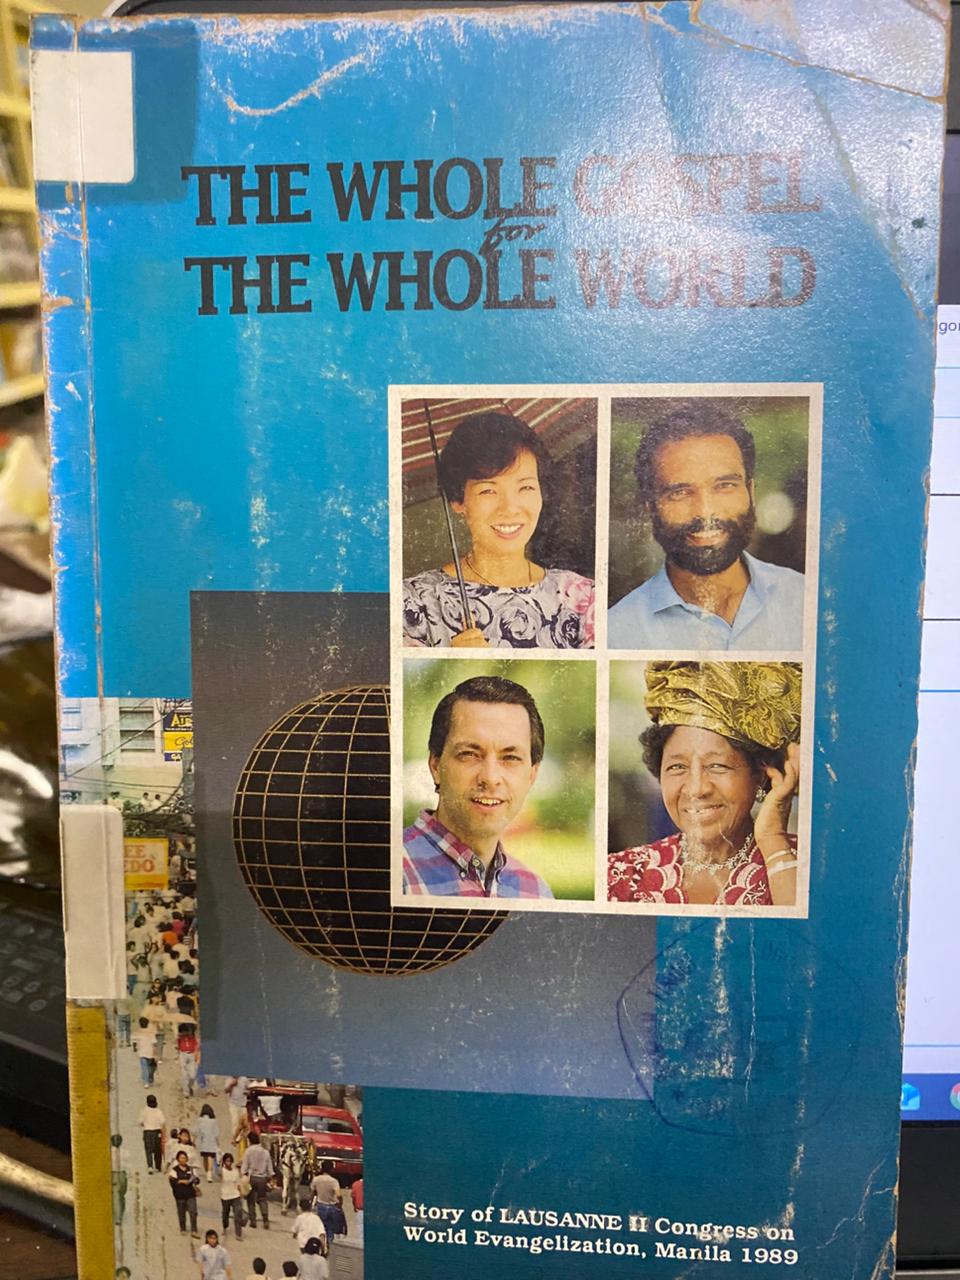 THE WHOLE GOSPEL
for
THE WHOLE WORLD
Story of LAUSANNE II Congress on
World Evangelization, Manila 1989